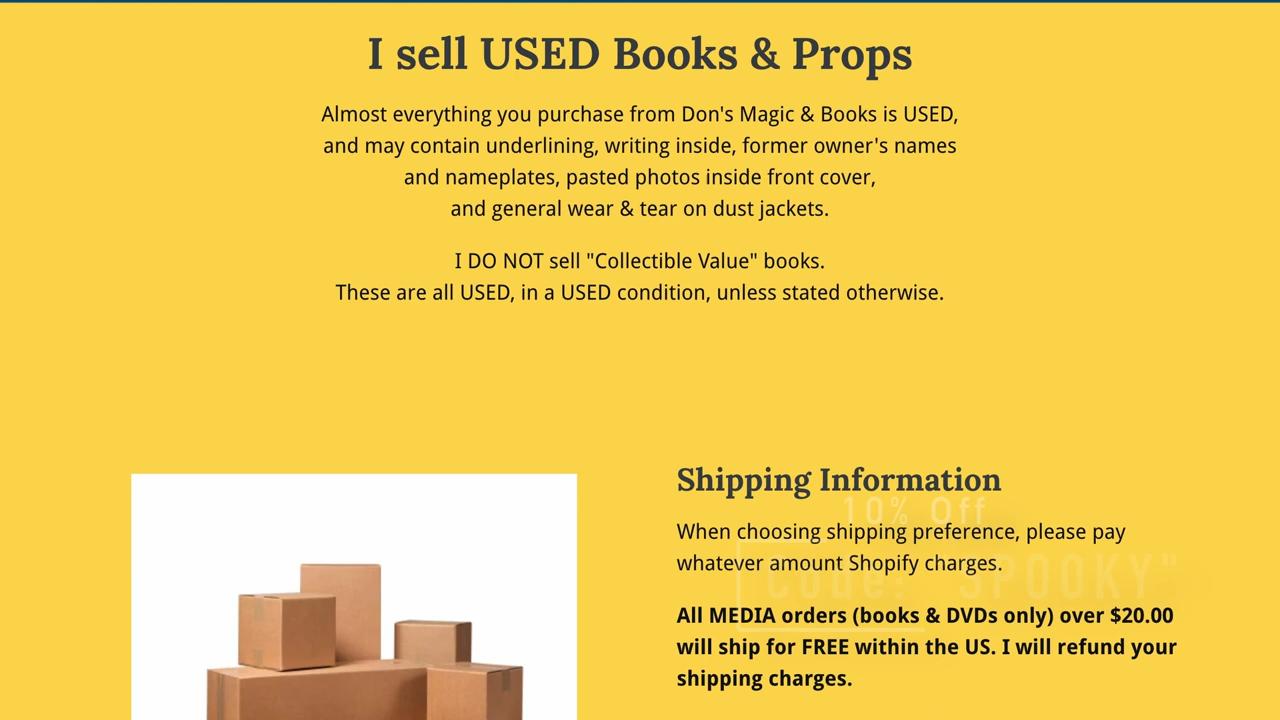 I sell USED Books & Props
Almost everything you purchase from Don's Magic & Books is USED,
and may contain underlining, writing inside, former owner's names
and nameplates, pasted photos inside front cover,
and general wear & tear on dust jackets.
I DO NOT sell "Collectible Value" books.
These are all USED, in a USED condition, unless stated otherwise.
Shipping Information
10% Off
When choosing shipping preference, please pay
whatever amount Shopify charges.
Code: "SPOOKY"
All MEDIA orders (books & DVDs only) over $20.00
will ship for FREE within the US. I will refund your
shipping charges.